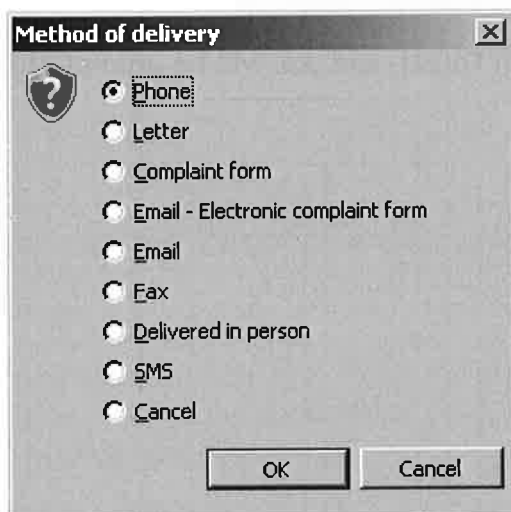 Method of delivery
?
Phone
Letter
Complaint form
Email - Electronic complaint form
Email
Fax
Delivered in person
SMS
Cancel
OK Cancel